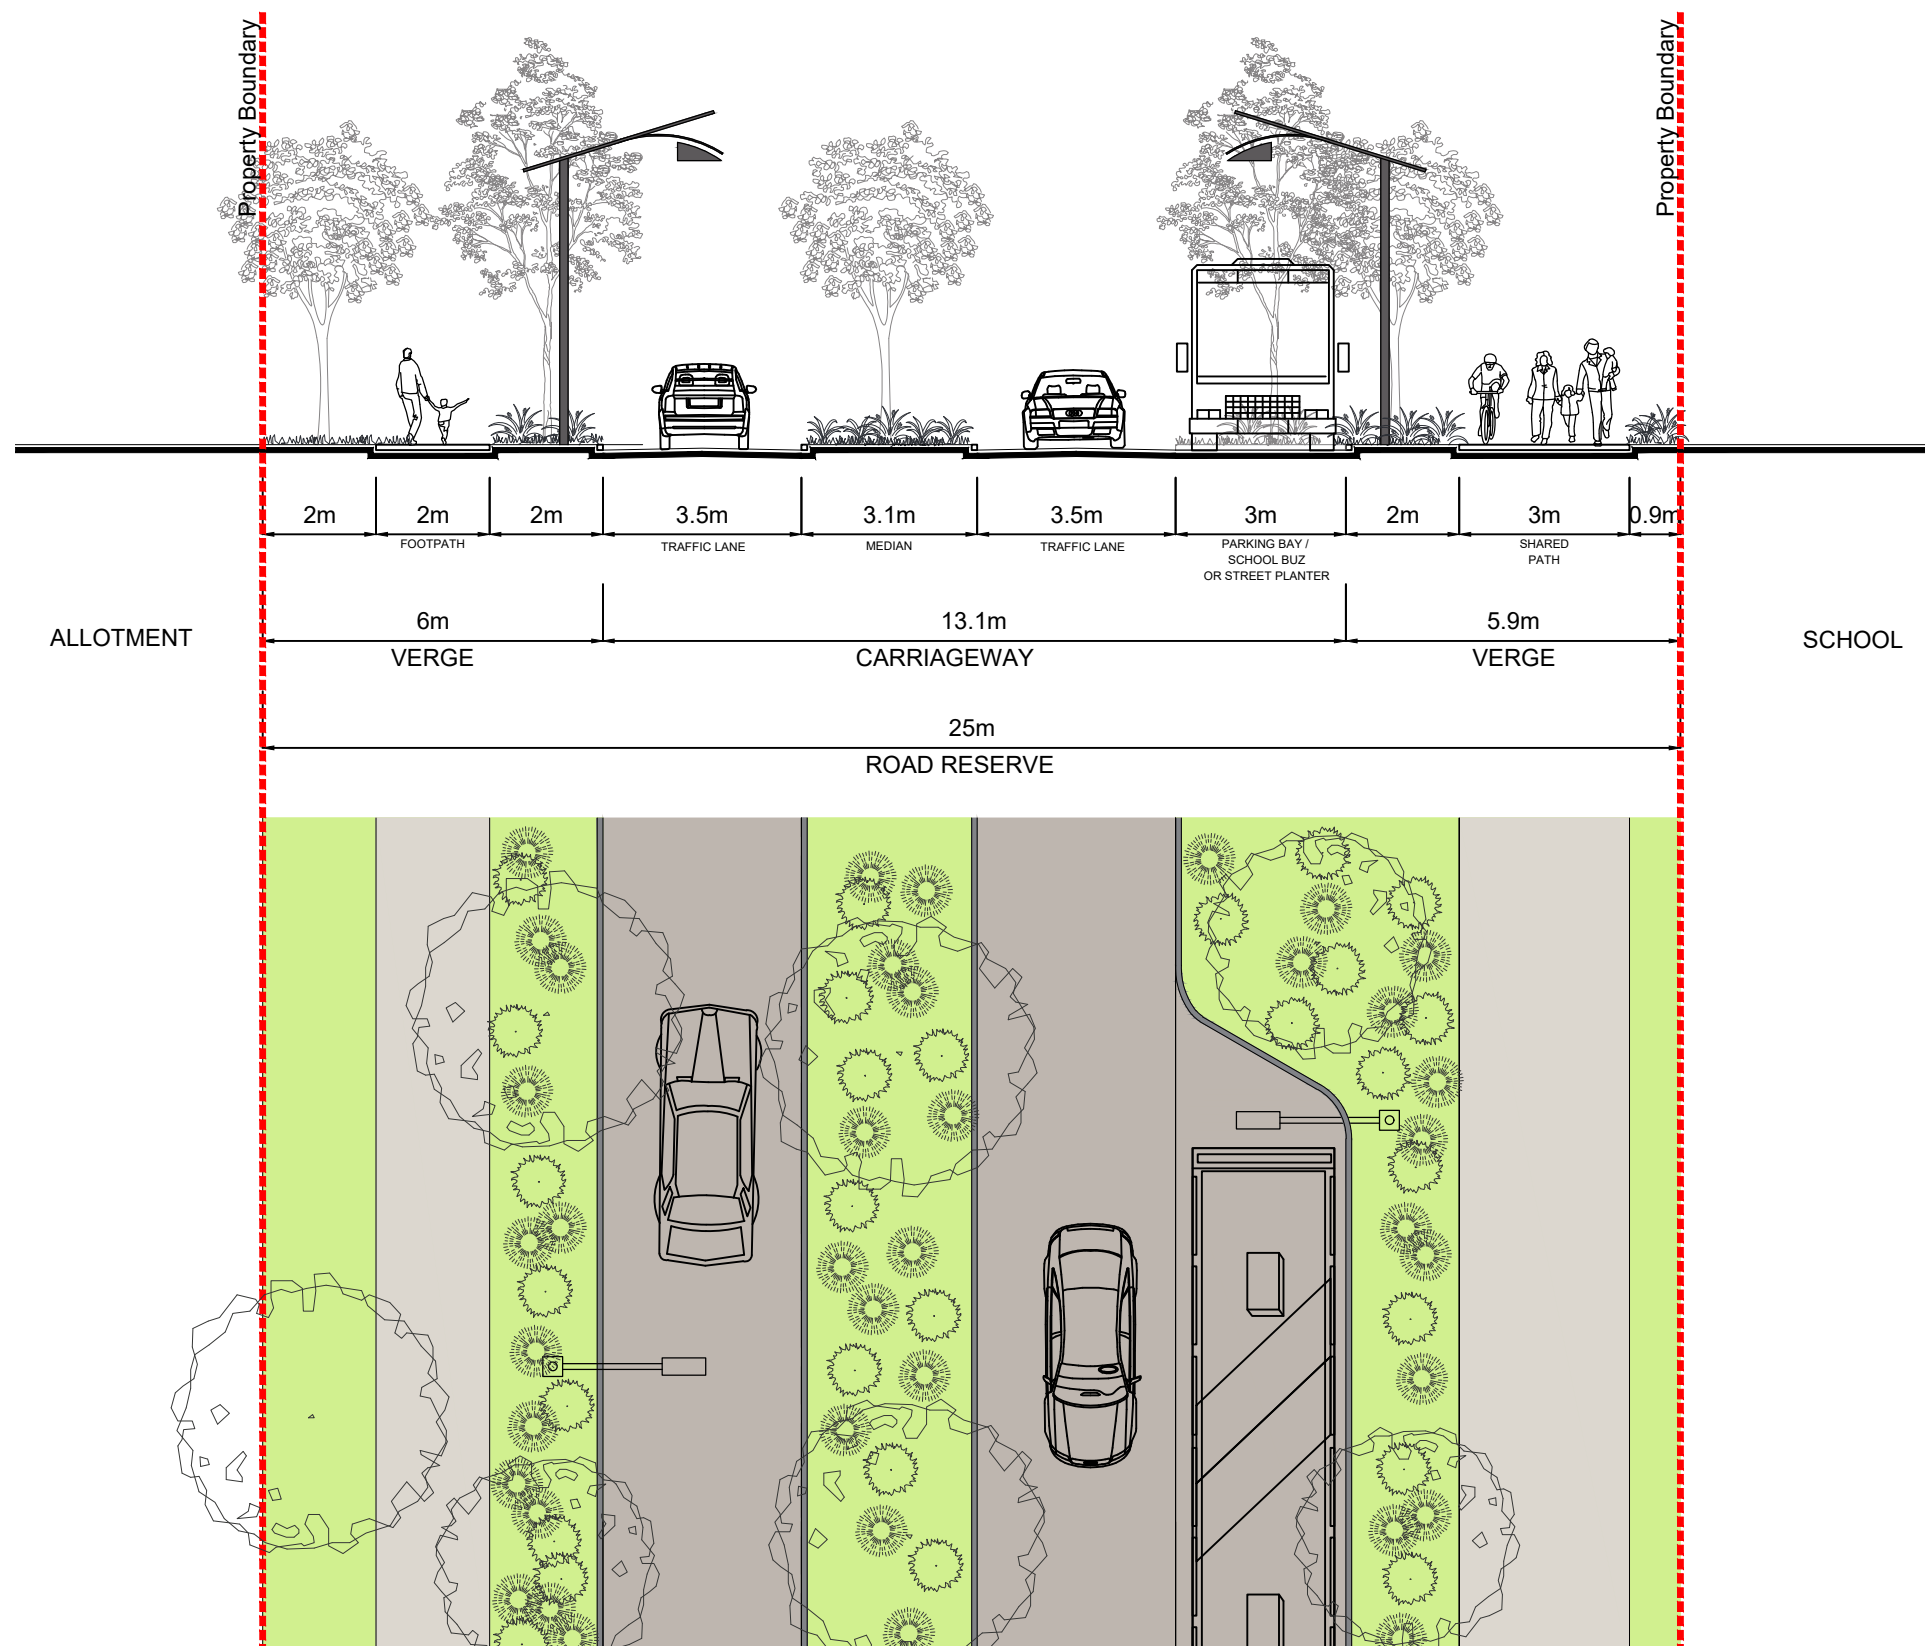 Property Boundary
Property Boundary
2m
2m
2m
3.5m
3.1m
3.5m
3m
2m
3m
0.9m
FOOTPATH
TRAFFIC LANE
MEDIAN
TRAFFIC LANE
PARKING BAY /
SCHOOL BUZ
OR STREET PLANTER
SHARED
PATH
6m
13.1m
5.9m
ALLOTMENT
VERGE
CARRIAGEWAY
VERGE
SCHOOL
25m
ROAD RESERVE